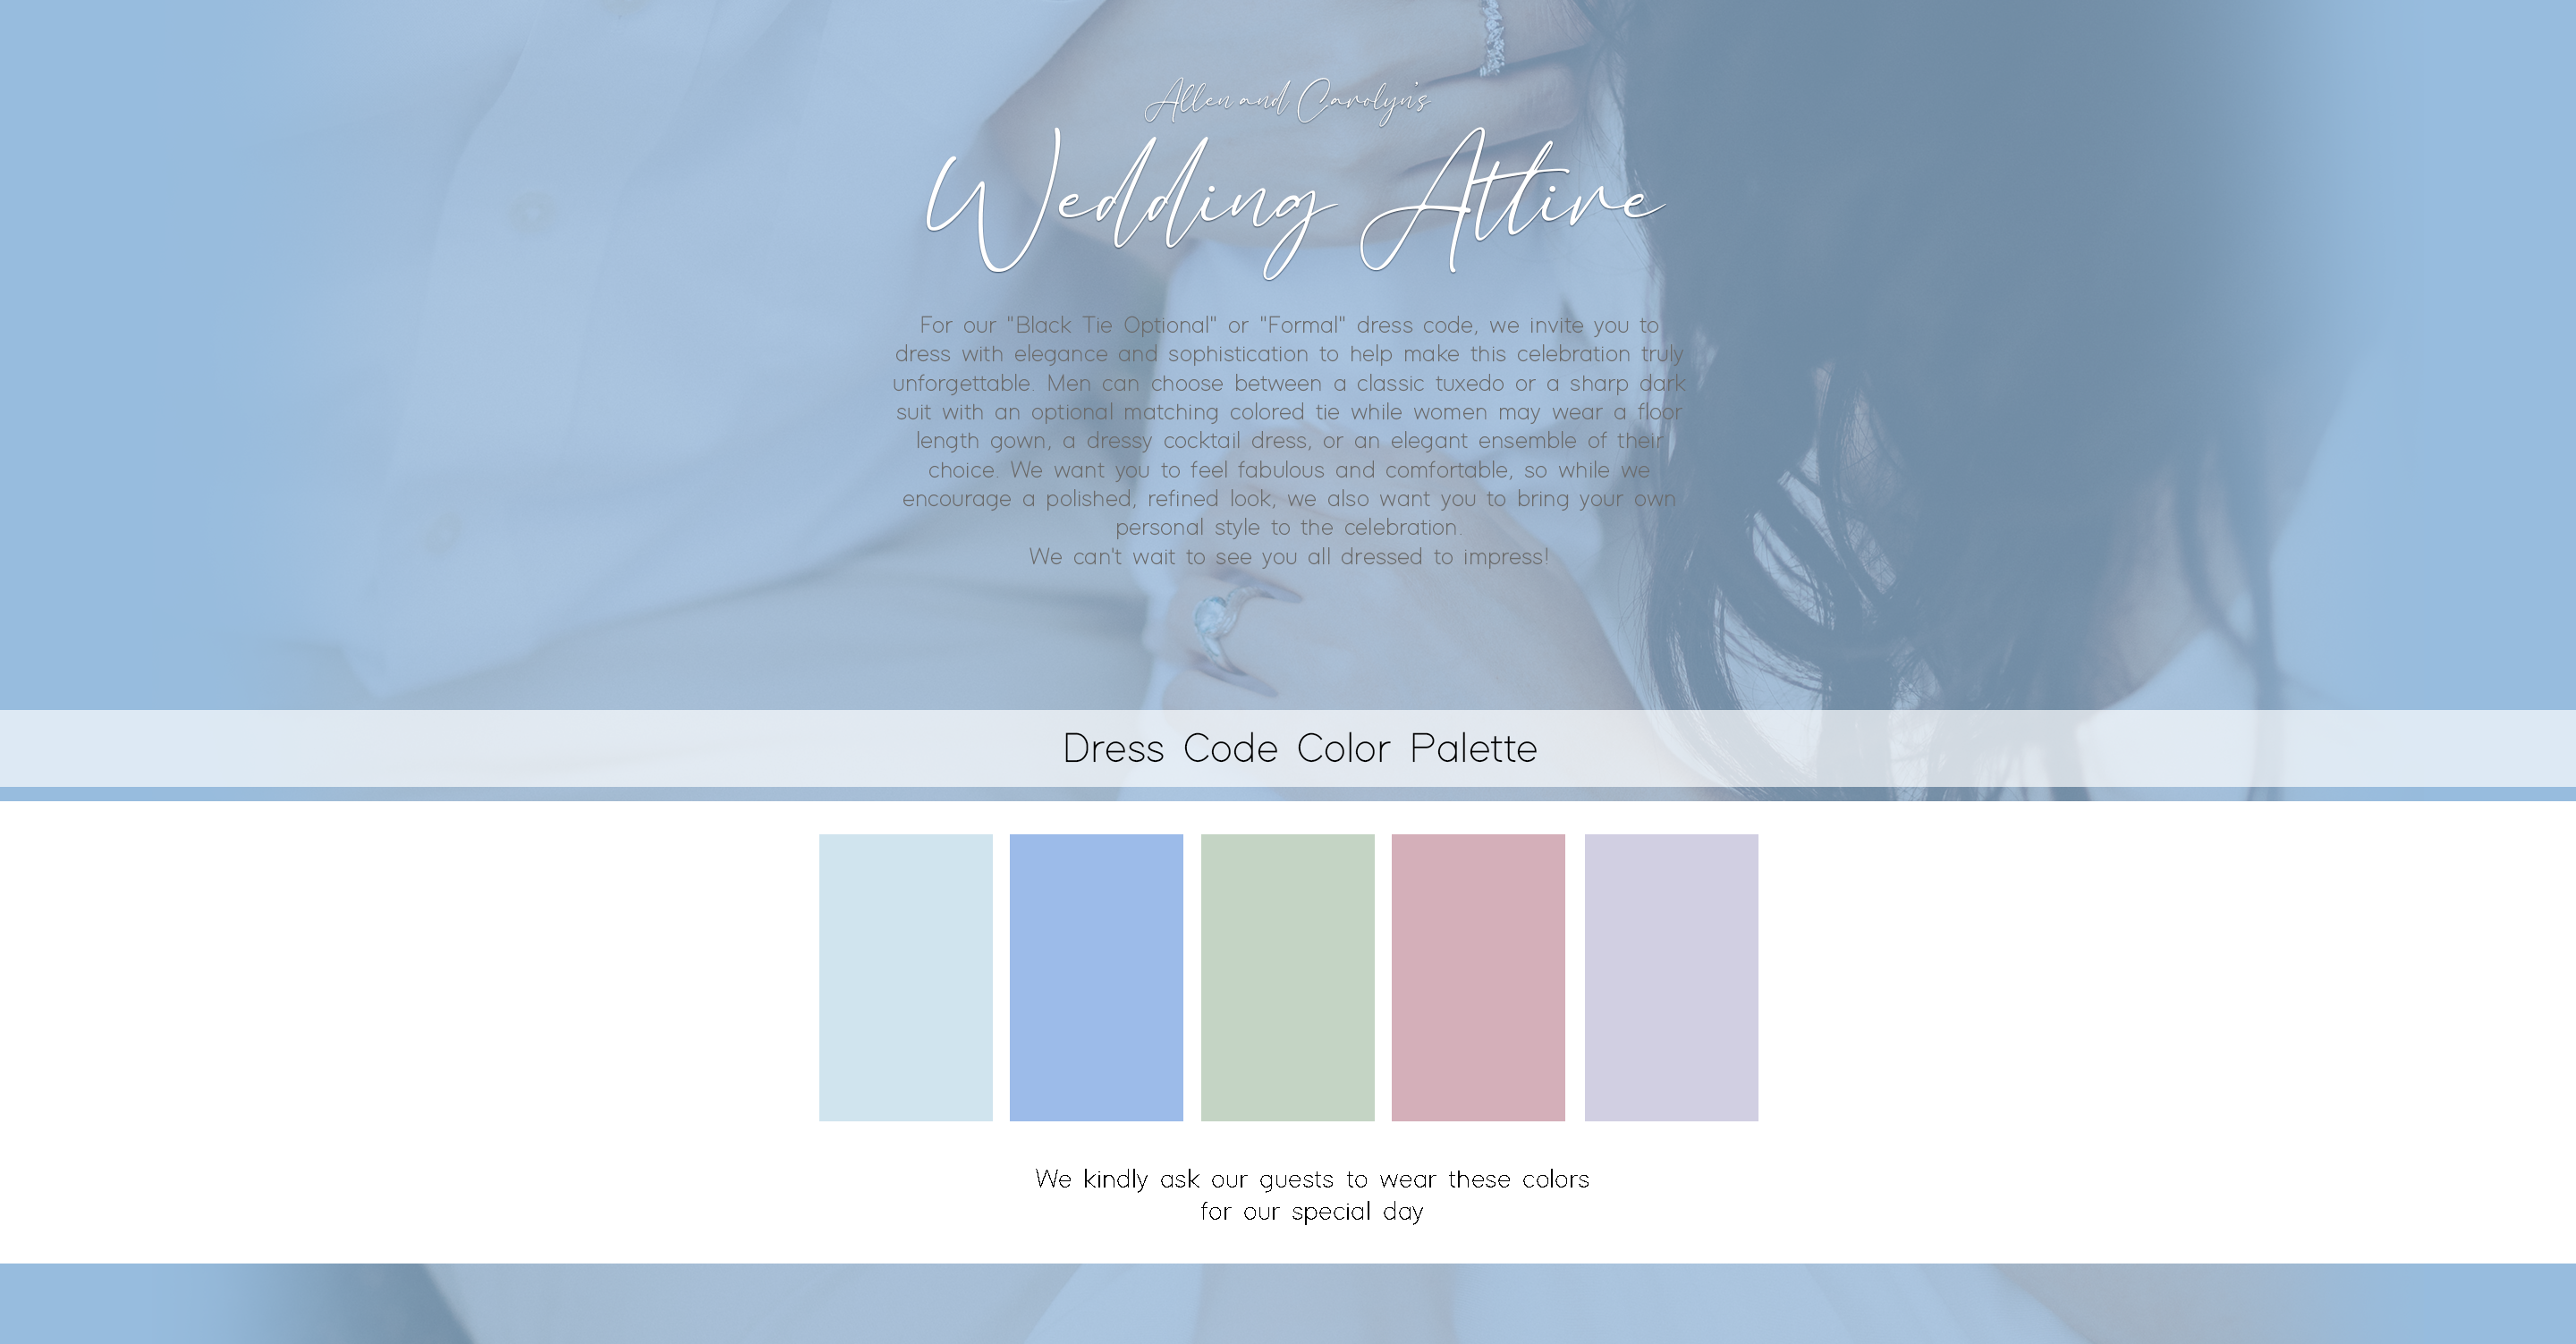 Allen and Carolyn's
Wedding Attire
For our "Black Tie Optional" or "Formal" dress code, we invite you to
dress with elegance and sophistication to help make this celebration truly
unforgettable. Men can choose between a classic tuxedo or a sharp dark
suit with an optional matching colored tie while women may wear a floor
length gown, a dressy cocktail dress, or an elegant ensemble of their
choice. We want you to feel fabulous and comfortable, so while we
encourage a polished, refined look, we also want you to bring your own
personal style to the celebration.
We can't wait to see you all dressed to impress!
Dress Code Color Palette
We kindly ask our guests to wear these colors
for our special day